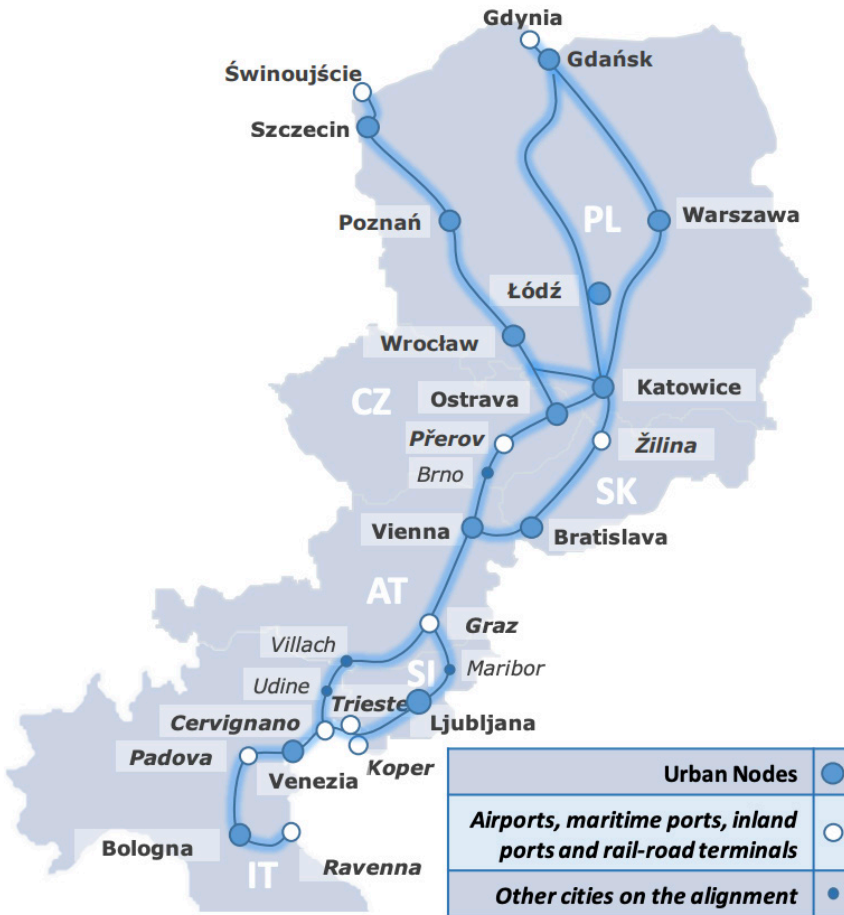 Gdynia
Gdańsk
Świnoujście
Szczecin
Poznań
PL
Warszawa
Łódź
Wrocław
Katowice
CZ
Ostrava
Přerov
Žilina
Brno
SK
Vienna
Bratislava
AT
Graz
Villach
SI
Maribor
Udine
Trieste
Cervignano
Ljubljana
Padova
Venezia
Koper
Bologna
IT
Ravenna
Urban Nodes
Airports, maritime ports, inland
ports and rail-road terminals
Other cities on the alignment